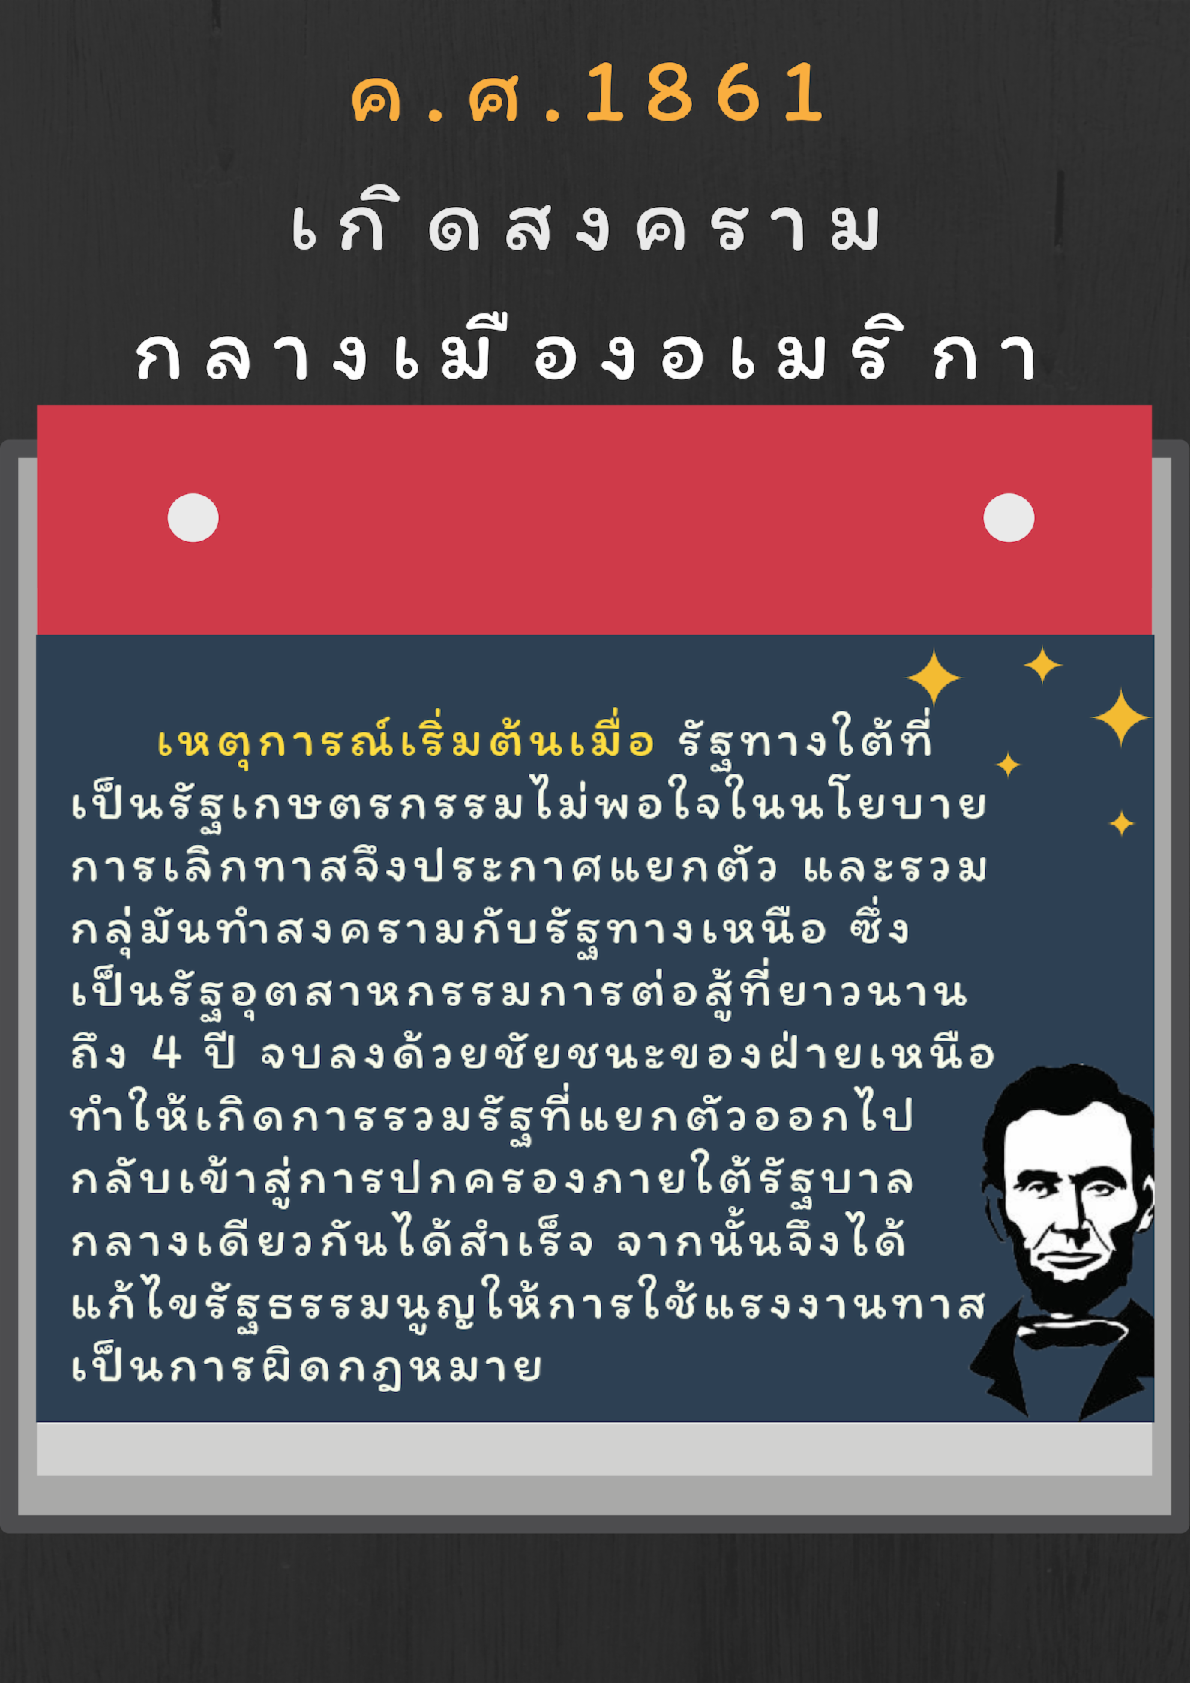 ค.ศ.1861
เกิดสงคราม
กลางเมืองอเมริกา
เหตุการณ์เริ่มต้นเมื่อ รัฐทางใต้ที่
เป็นรัฐเกษตรกรรมไม่พอใจในนโยบาย
การเลิกทาสจึงประกาศแยกตัว และรวม
กลุ่มันทำสงครามกับรัฐทางเหนือ ซึ่ง
เป็นรัฐอุตสาหกรรมการต่อสู้ที่ยาวนาน
ถึง 4 ปี จบลงด้วยชัยชนะของฝ่ายเหนือ
ทำให้เกิดการรวมรัฐที่แยกตัวออกไป
กลับเข้าสู่การปกครองภายใต้รัฐบาล
กลางเดียวกันได้สำเร็จ จากนั้นจึงได้
แก้ไขรัฐธรรมนูญให้การใช้แรงงานทาส
เป็นการผิดกฎหมาย